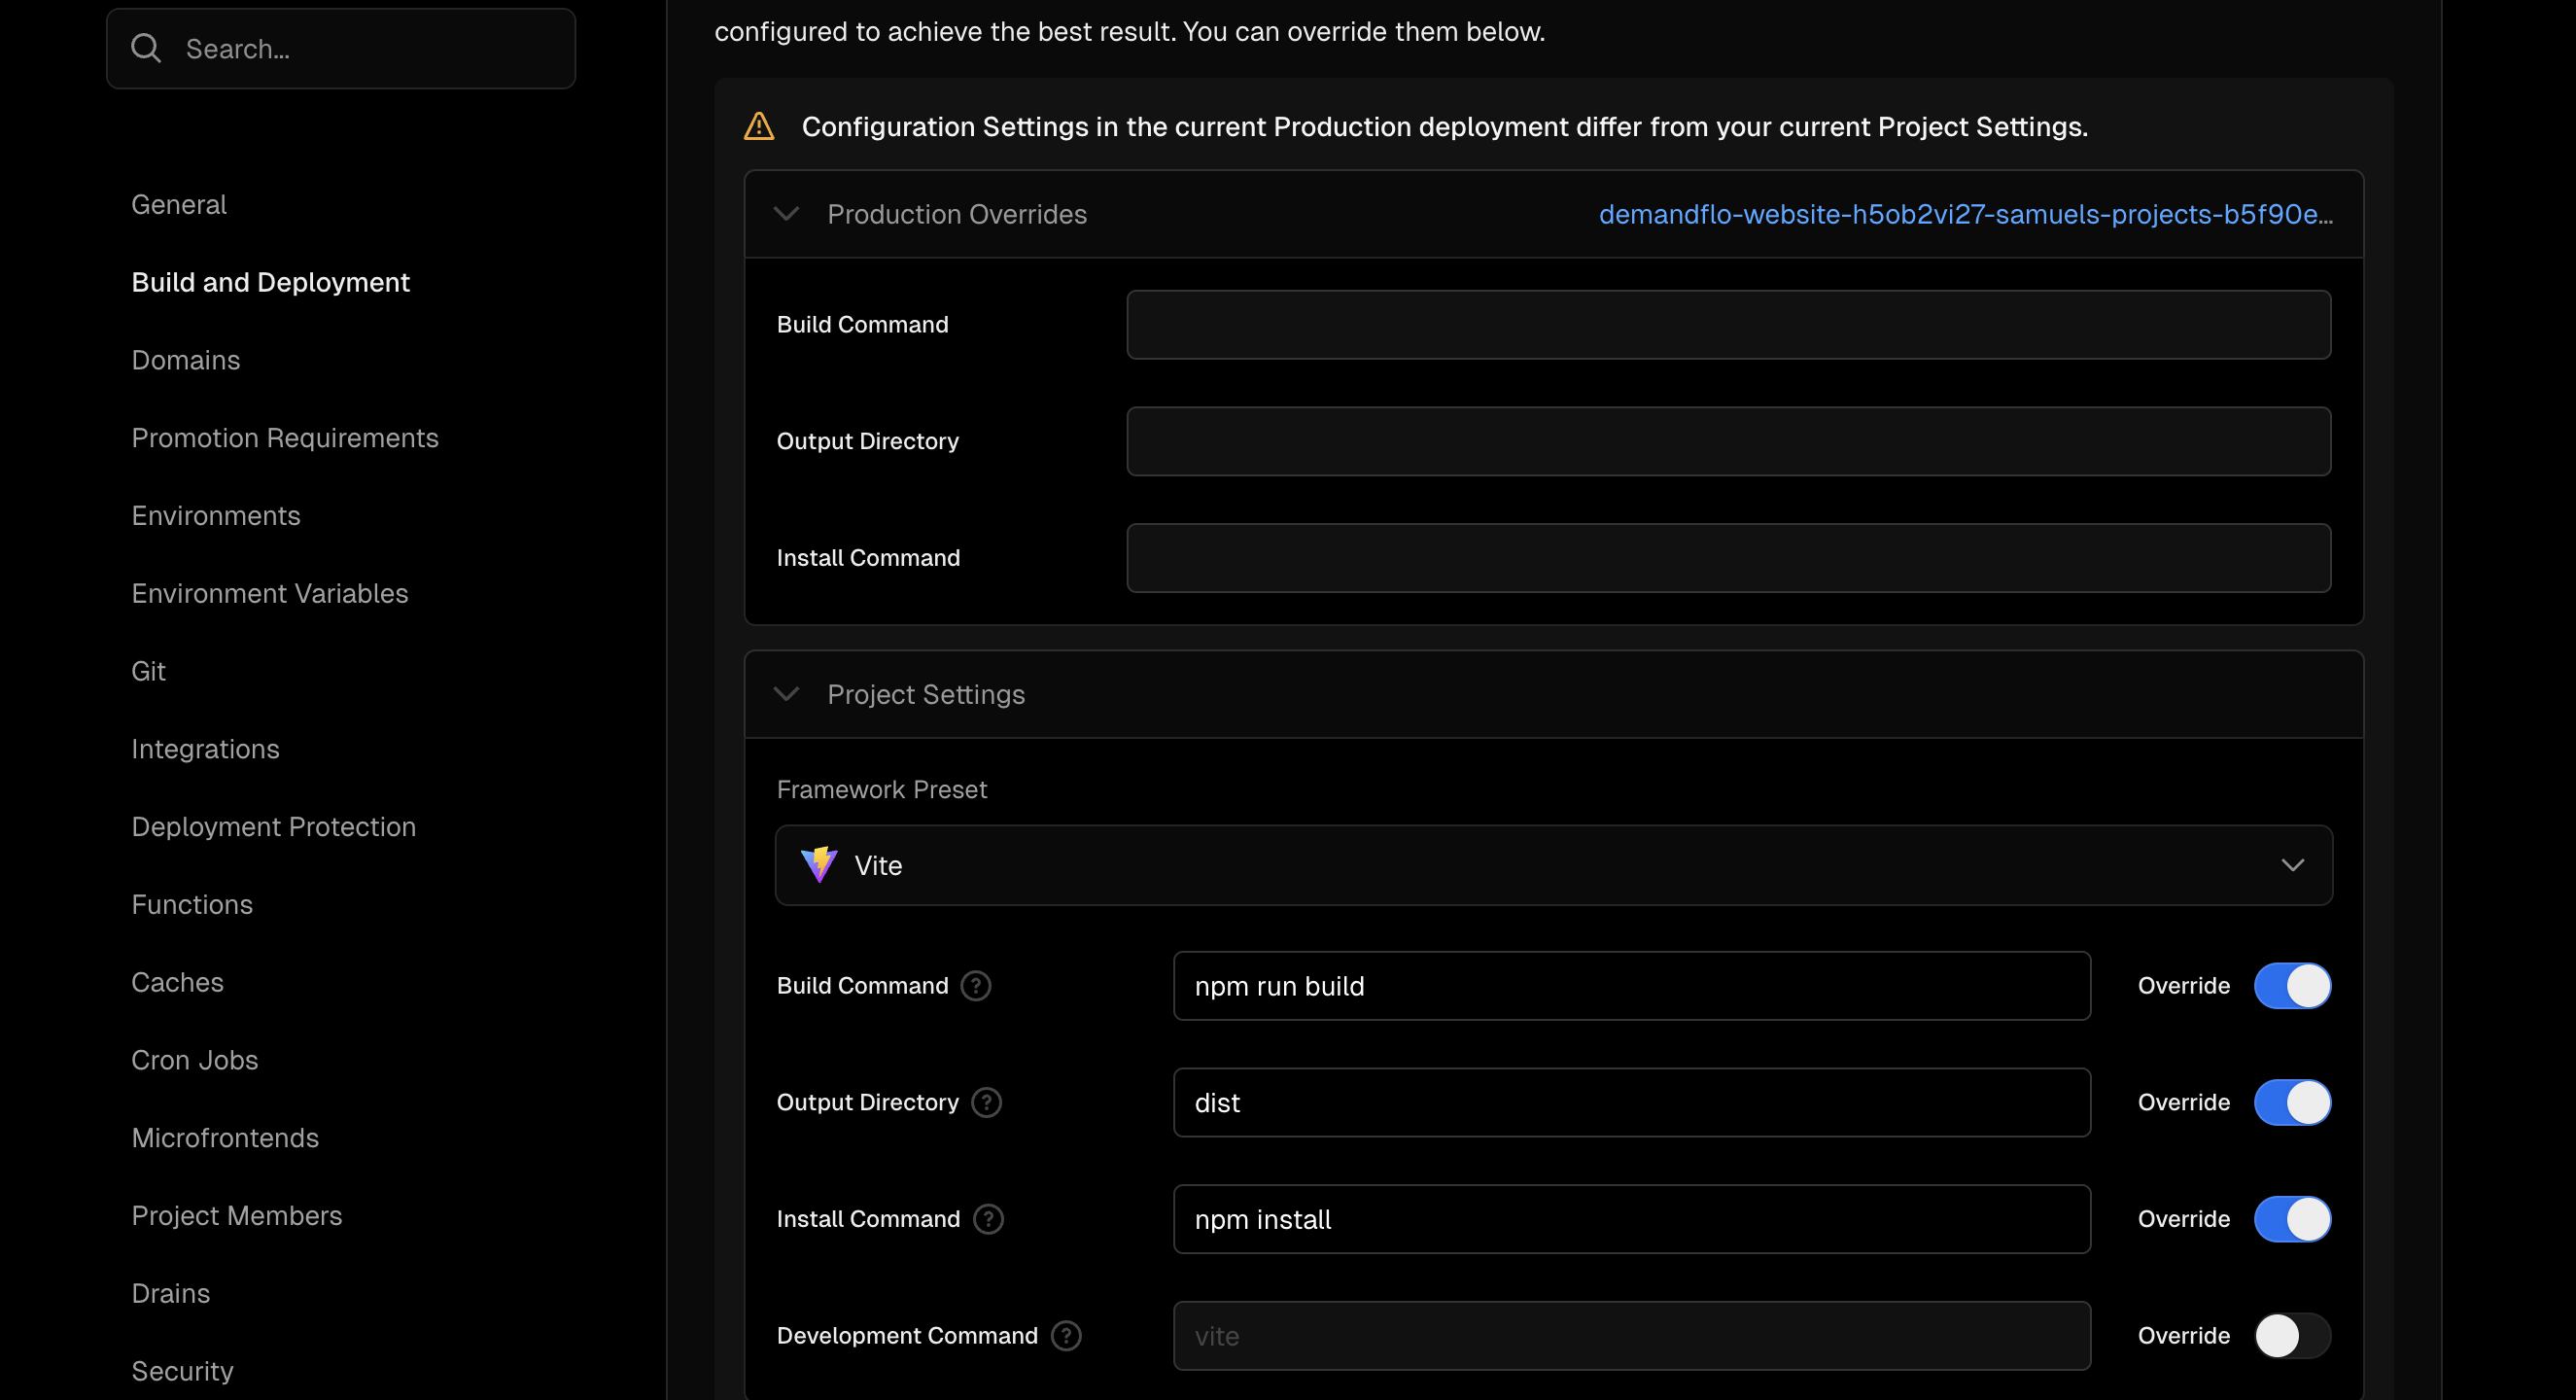 Search...
General
Build and Deployment
Domains
Promotion Requirements
Environments
Environment Variables
Git
Integrations
Deployment Protection
Functions
Caches
Cron Jobs
Microfrontends
Project Members
Drains
Security
configured to achieve the best result. You can override them below.
Configuration Settings in the current Production deployment differ from your current Project Settings.
Production Overrides demandflo-website-h5ob2vi27-samuels-projects-b5f90e...
Build Command
Output Directory
Install Command
Project Settings
Framework Preset
Vite
Build Command ? npm run build Override
Output Directory ? dist Override
Install Command ? npm install Override
Development Command ? vite Override